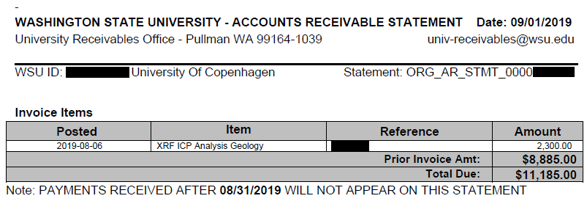 -
WASHINGTON STATE UNIVERSITY - ACCOUNTS RECEIVABLE STATEMENT Date: 09/01/2019
University Receivables Office - Pullman WA 99164-1039 univ-receivables@wsu.edu
WSU ID: University Of Copenhagen Statement: ORG_AR_STMT_0000
Invoice Items
Posted Item Reference Amount
2019-08-06 XRF ICP Analysis Geology 2,300.00
Prior Invoice Amt: $8,885.00
Total Due: $11,185.00
Note: PAYMENTS RECEIVED AFTER 08/31/2019 WILL NOT APPEAR ON THIS STATEMENT